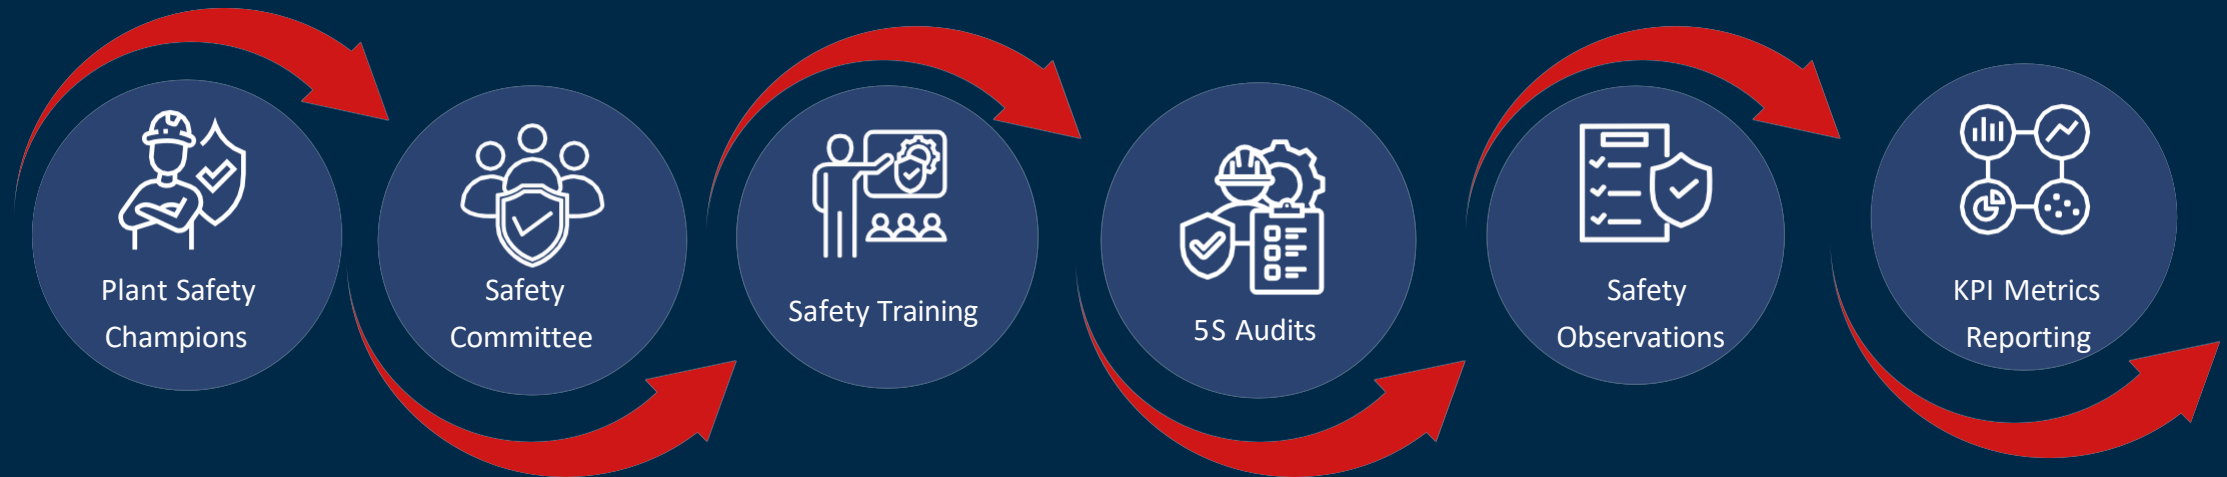 Plant Safety
Champions
Safety
Committee
Safety Training
5S Audits
Safety
Observations
KPI Metrics
Reporting